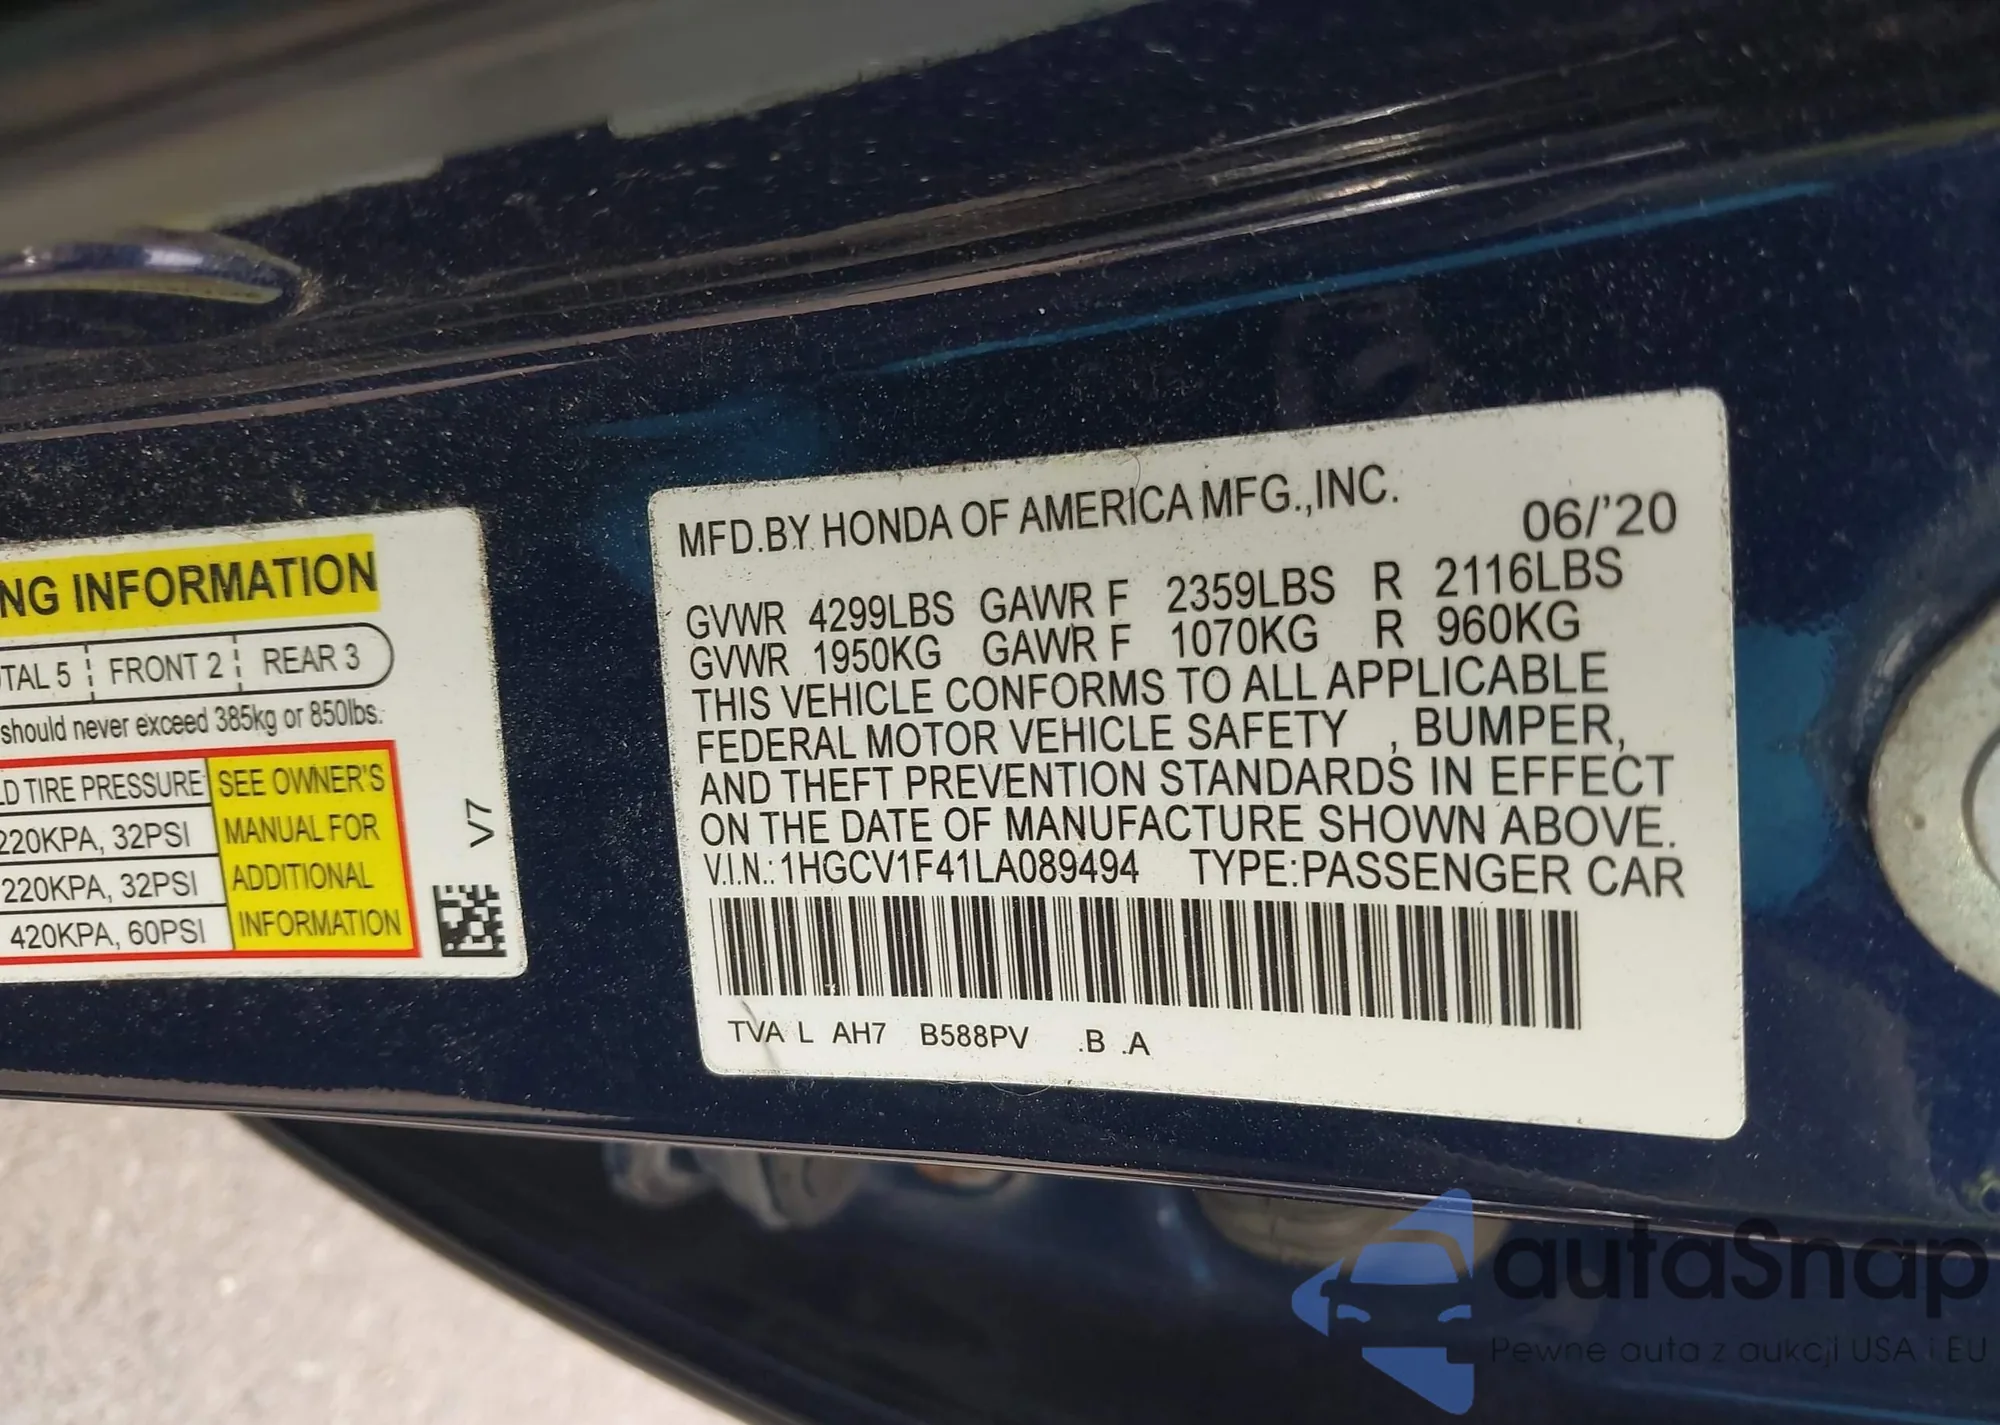 NG INFORMATION
TAL 5 FRONT 2 REAR 3
should never exceed 385kg or 850lbs.
LD TIRE PRESSURE
220KPA, 32PSI
220KPA, 32PSI
420KPA, 60PSI
SEE OWNER'S
MANUAL FOR
ADDITIONAL
INFORMATION
V7
MFD.BY HONDA OF AMERICA MFG.,INC.
06/'20
GVWR 4299LBS GAWR F 2359LBS R 2116LBS
GVWR 1950KG GAWR F 1070KG R 960KG
THIS VEHICLE CONFORMS TO ALL APPLICABLE
FEDERAL MOTOR VEHICLE SAFETY , BUMPER,
AND THEFT PREVENTION STANDARDS IN EFFECT
ON THE DATE OF MANUFACTURE SHOWN ABOVE.
V.I.N.: 1HGCV1F41LA089494 TYPE:PASSENGER CAR
TVA L AH7 B588PV .B .A
autaSnap
Pewne auta z aukcji USA i EU